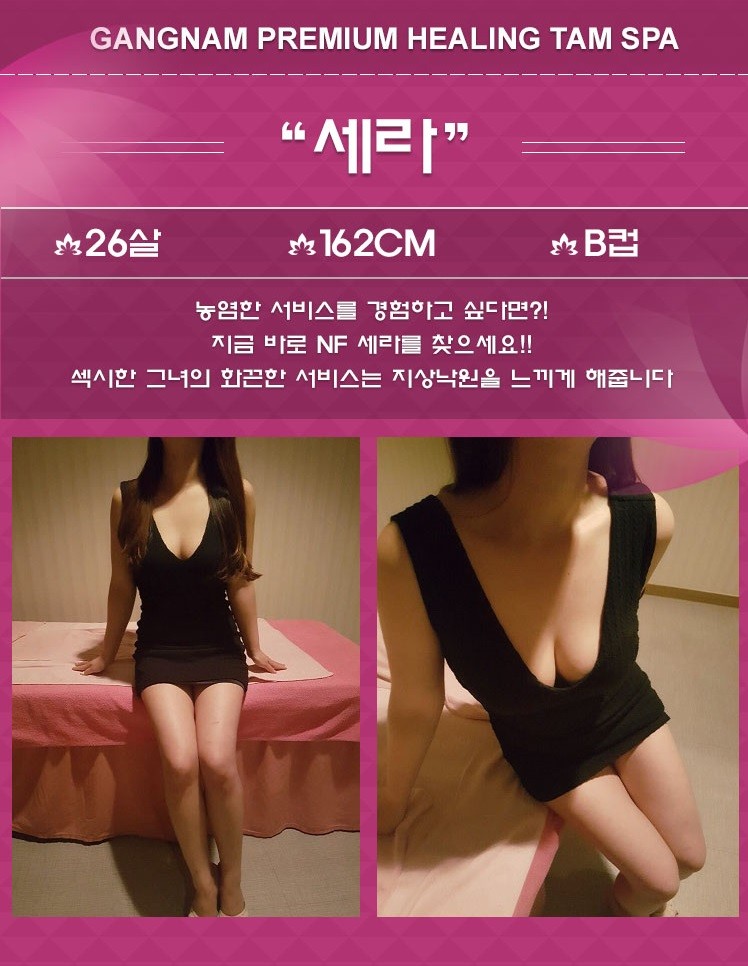 GANGNAM PREMIUM HEALING TAM SPA
“세라”
26살 162CM B컵
농염한 서비스를 경험하고 싶다면?!
지금 바로 NF 세라를 찾으세요!!
섹시한 그녀의 화끈한 서비스는 지상낙원을 느끼게 해줍니다